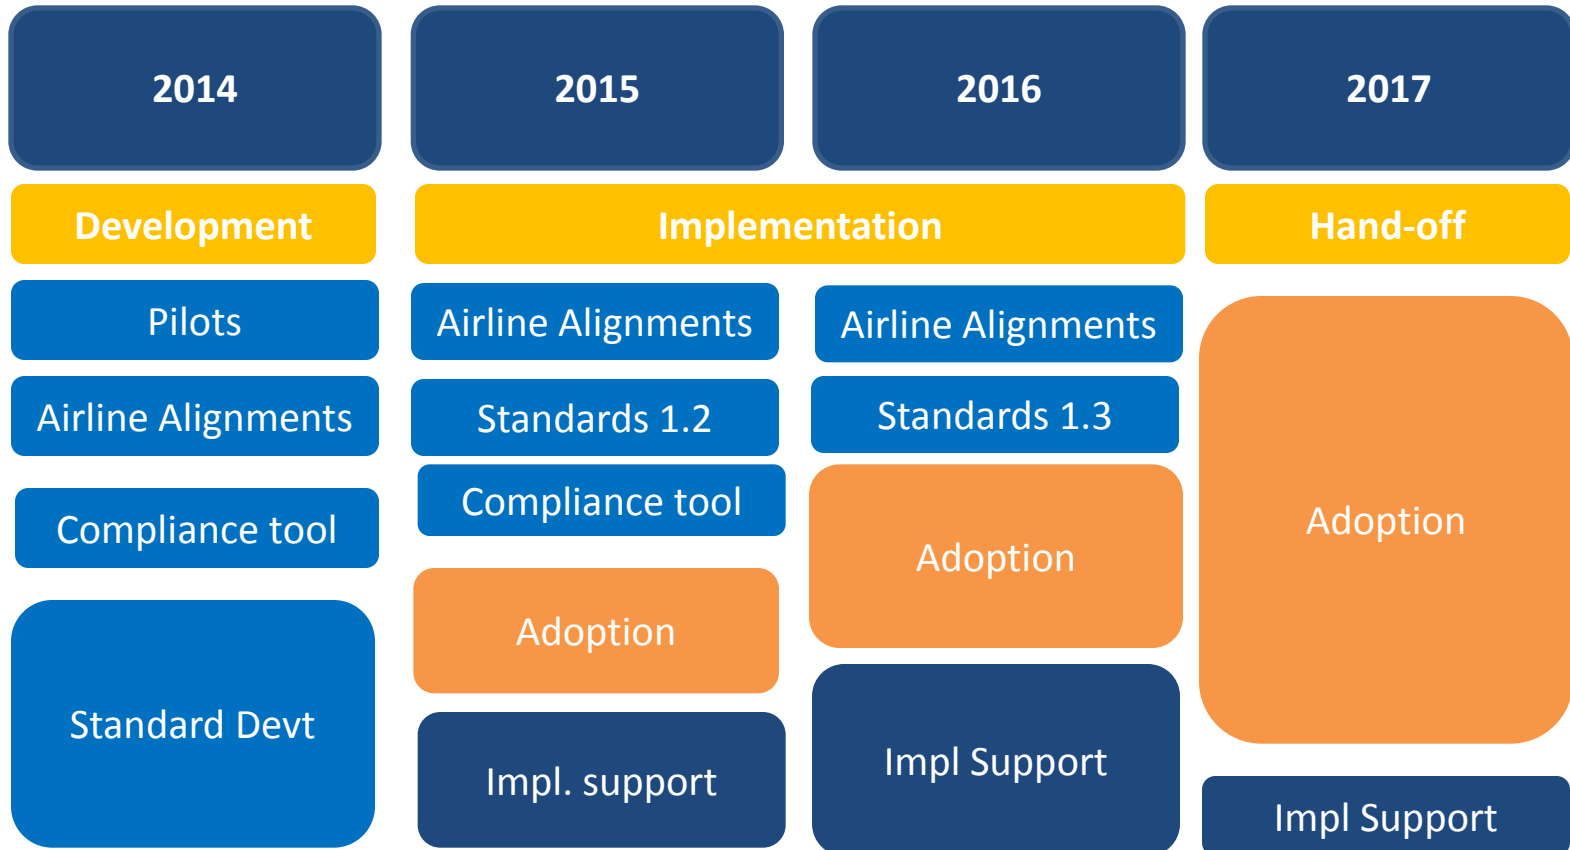 2014
2015
2016
2017
Development
Implementation
Hand-off
Pilots
Airline Alignments
Compliance tool
Standard Devt
Airline Alignments
Standards 1.2
Compliance tool
Adoption
Impl. support
Airline Alignments
Standards 1.3
Adoption
Impl Support
Adoption
Impl Support